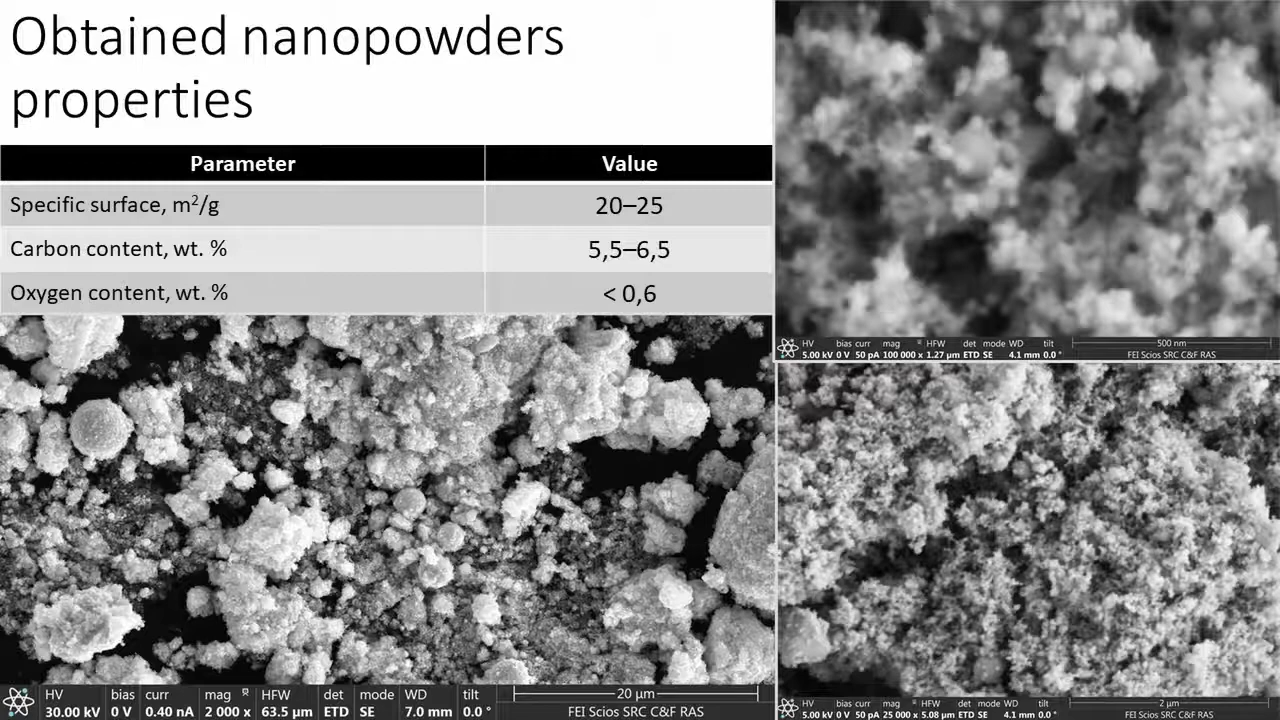 Obtained nanopowders
properties
Parameter Value
Specific surface, m²/g 20–25
Carbon content, wt. % 5,5–6,5
Oxygen content, wt. % < 0,6
HV bias curr mag HFW det mode WD tilt 500 nm
5.00 kV 0 V 50 pA 100 000 x 1.27 µm ETD SE 4.1 mm 0.0 ° FEI Scios SRC C&F RAS
HV bias curr mag HFW det mode WD tilt 20 µm
30.00 kV 0 V 0.40 nA 2 000 x 63.5 µm ETD SE 7.0 mm 0.0 ° FEI Scios SRC C&F RAS
HV bias curr mag HFW det mode WD tilt 2 µm
5.00 kV 0 V 50 pA 25 000 x 5.08 µm ETD SE 4.1 mm 0.0 ° FEI Scios SRC C&F RAS